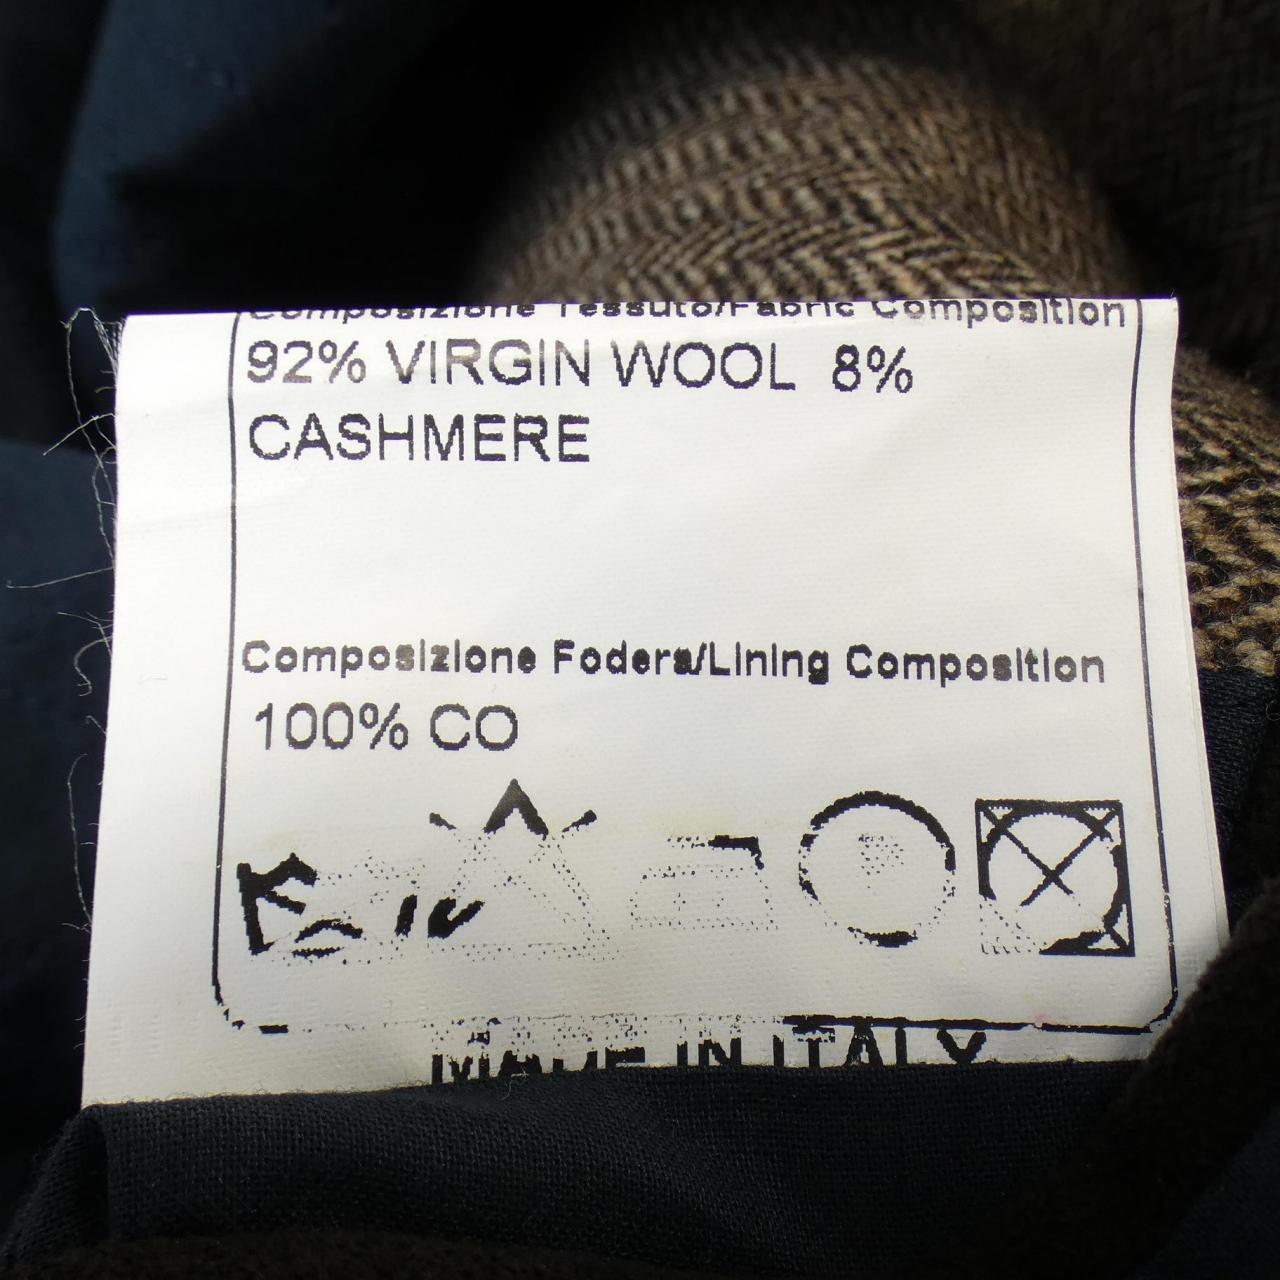 Composizione Tessuto/Fabric Composition
92% VIRGIN WOOL 8%
CASHMERE
Composizione Fodera/Lining Composition
100% CO
MADE IN ITALY